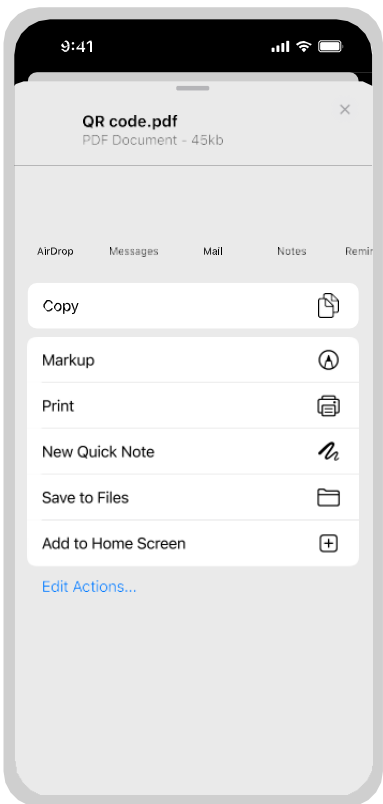 9:41
QR code.pdf
PDF Document - 45kb
AirDrop Messages Mail Notes Remin
Copy
Markup
Print
New Quick Note
Save to Files
Add to Home Screen
Edit Actions...